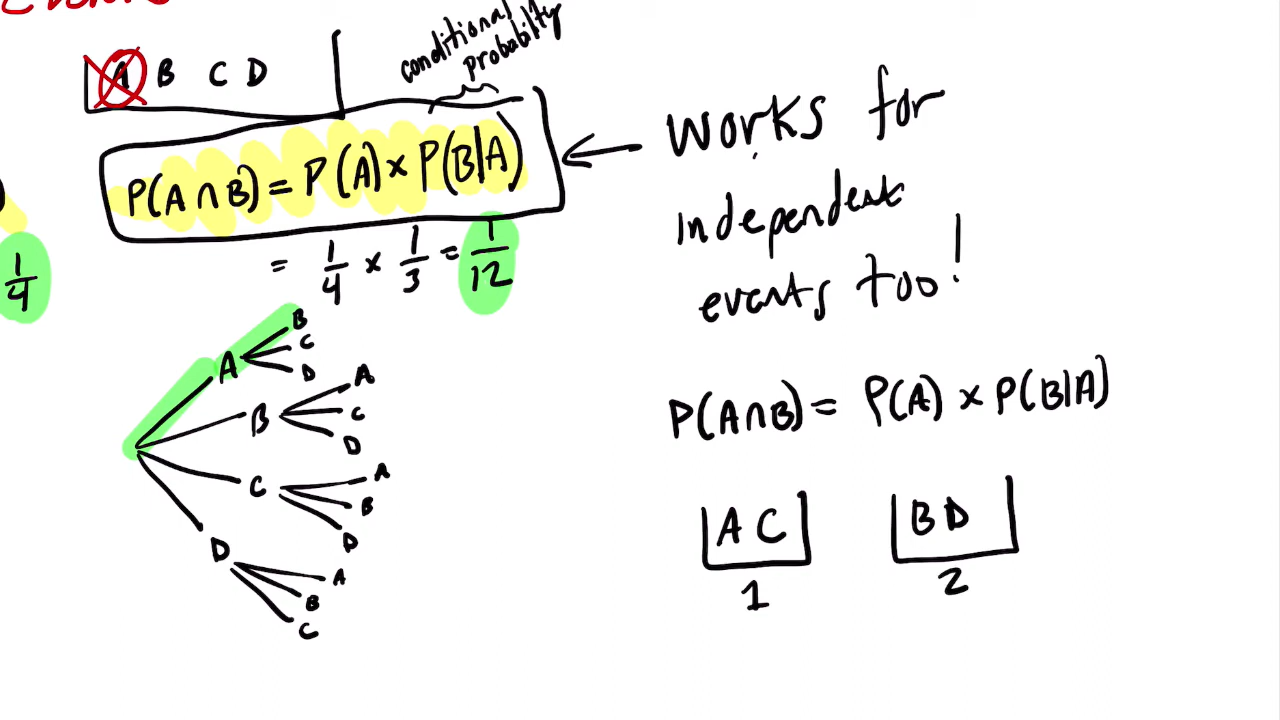 A B C D
conditional
probability
P(A ∩ B) = P(A) × P(B|A)
= 1/4 × 1/3 = 1/12
1/4
A B C D
B A C D
C A B D
D A B C
works for
independent
events too!
P(A∩B) = P(A) × P(B|A)
A C B D
1 2